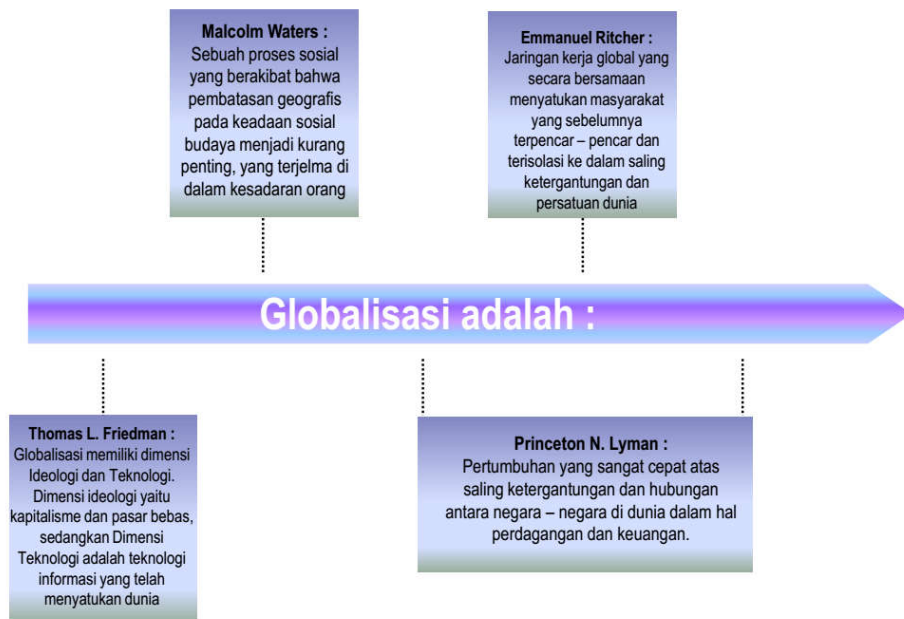 Malcolm Waters :
Sebuah proses sosial
yang berakibat bahwa
pembatasan geografis
pada keadaan sosial
budaya menjadi kurang
penting, yang terjelma di
dalam kesadaran orang
Emmanuel Ritcher :
Jaringan kerja global yang
secara bersamaan
menyatukan masyarakat
yang sebelumnya
terpencar – pencar dan
terisolasi ke dalam saling
ketergantungan dan
persatuan dunia
Globalisasi adalah :
Thomas L. Friedman :
Globalisasi memiliki dimensi
Ideologi dan Teknologi.
Dimensi ideologi yaitu
kapitalisme dan pasar bebas,
sedangkan Dimensi
Teknologi adalah teknologi
informasi yang telah
menyatukan dunia
Princeton N. Lyman :
Pertumbuhan yang sangat cepat atas
saling ketergantungan dan hubungan
antara negara – negara di dunia dalam hal
perdagangan dan keuangan.